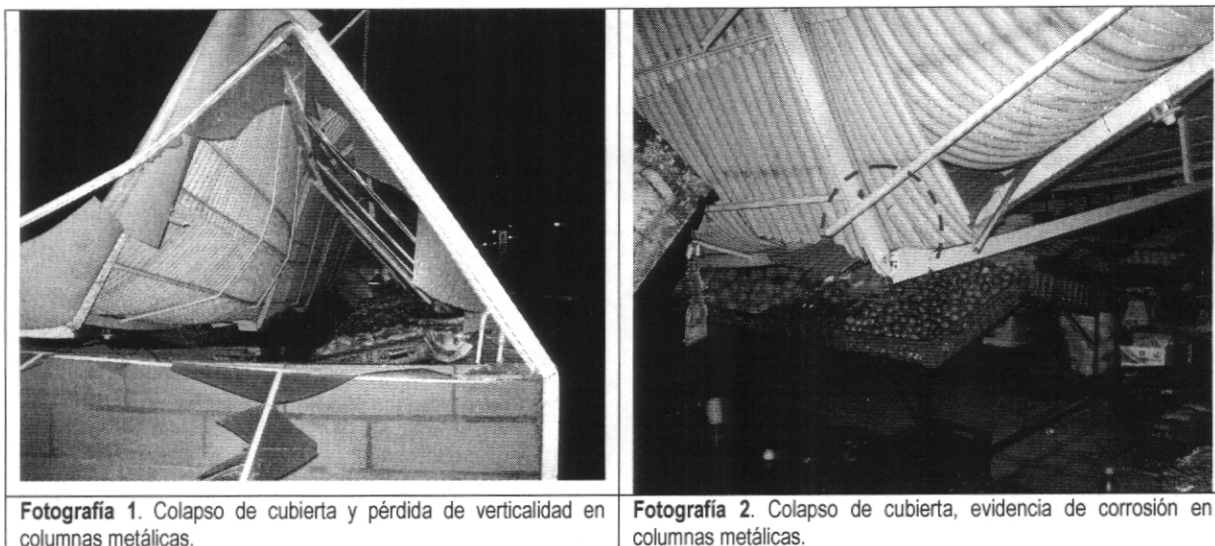 Fotografía 1. Colapso de cubierta y pérdida de verticalidad en
columnas metálicas.
Fotografía 2. Colapso de cubierta, evidencia de corrosión en
columnas metálicas.